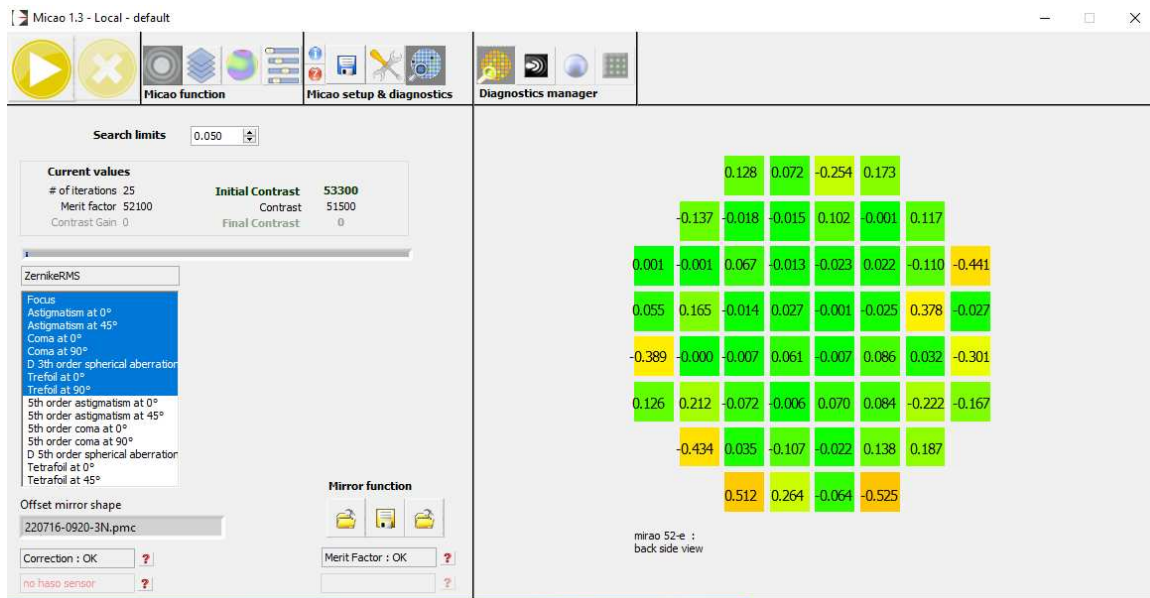 Micao 1.3 - Local - default
Micao function
Micao setup & diagnostics
Diagnostics manager
Search limits 0.050
Current values
# of iterations 25 Initial Contrast 53300
Merit factor 52100 Contrast 51500
Contrast Gain 0 Final Contrast 0
ZernikeRMS
Focus
Astigmatism at 0°
Astigmatism at 45°
Coma at 0°
Coma at 90°
D 3th order spherical aberration
Trefoil at 0°
Trefoil at 90°
5th order astigmatism at 0°
5th order astigmatism at 45°
5th order coma at 0°
5th order coma at 90°
D 5th order spherical aberration
Tetrafoil at 0°
Tetrafoil at 45°
Offset mirror shape
220716-0920-3N.pmc
Mirror function
Correction : OK ? Merit Factor : OK ?
no haso sensor ? ?
0.128 0.072 -0.254 0.173
-0.137 -0.018 -0.015 0.102 -0.001 0.117
0.001 -0.001 0.067 -0.013 -0.023 0.022 -0.110 -0.441
0.055 0.165 -0.014 0.027 -0.001 -0.025 0.378 -0.027
-0.389 -0.000 -0.007 0.061 -0.007 0.086 0.032 -0.301
0.126 0.212 -0.072 -0.006 0.070 0.084 -0.222 -0.167
-0.434 0.035 -0.107 -0.022 0.138 0.187
0.512 0.264 -0.064 -0.525
mirao 52-e :
back side view